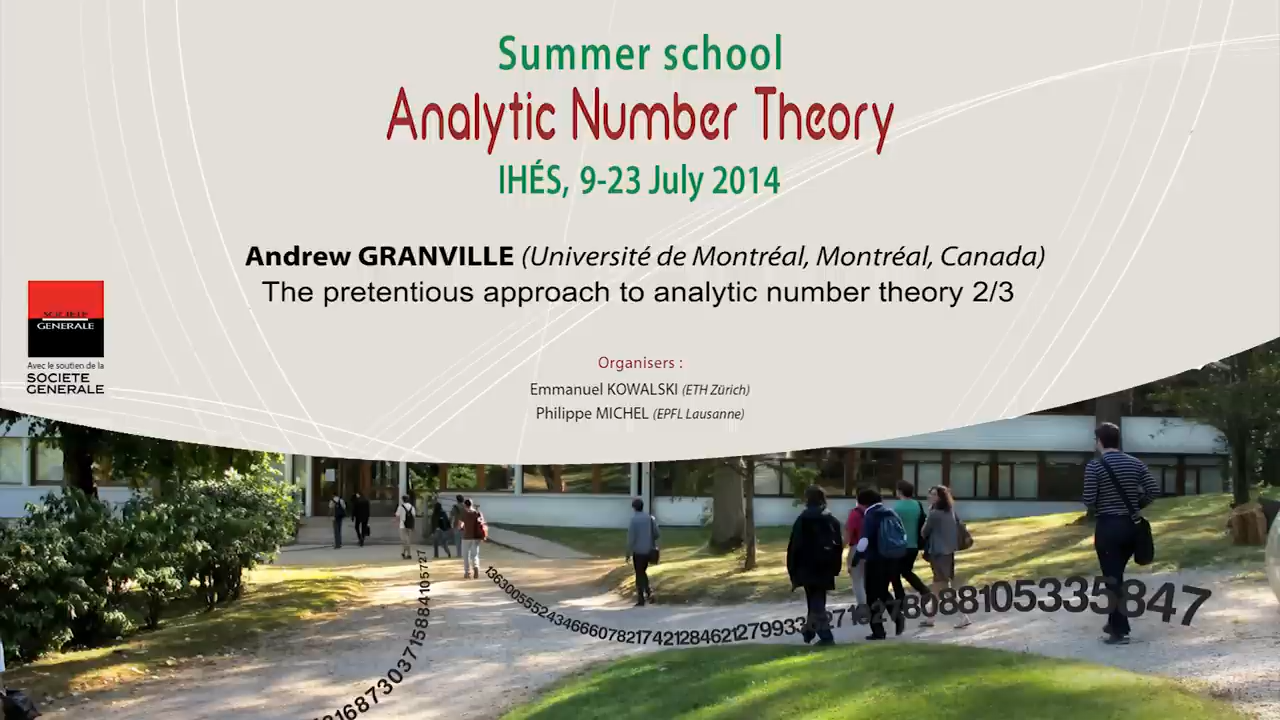 Summer school
Analytic Number Theory
IHÉS, 9-23 July 2014
Andrew GRANVILLE (Université de Montréal, Montréal, Canada)
The pretentious approach to analytic number theory 2/3
SOCIETE
GENERALE
Avec le soutien de la
SOCIETE
GENERALE
Organisers :
Emmanuel KOWALSKI (ETH Zürich)
Philippe MICHEL (EPFL Lausanne)